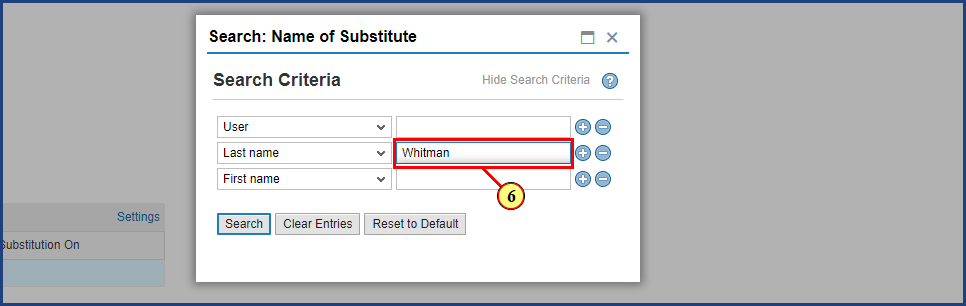 Search: Name of Substitute
Search Criteria
Hide Search Criteria ?
User
Last name Whitman
First name
6
Settings
Search Clear Entries Reset to Default
Substitution On